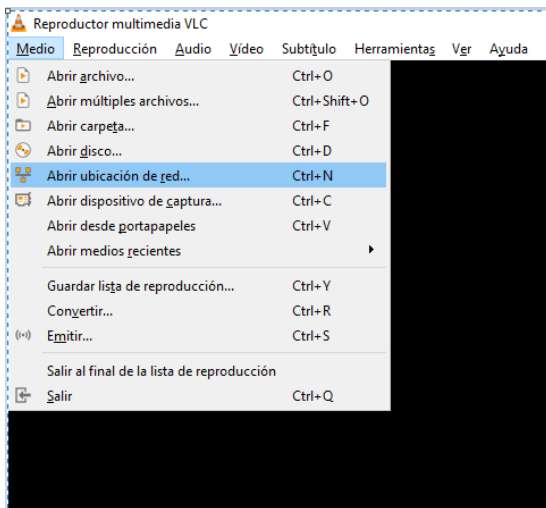 Reproductor multimedia VLC
Medio Reproducción Audio Vídeo Subtítulo Herramientas Ver Ayuda
Abrir archivo... Ctrl+O
Abrir múltiples archivos... Ctrl+Shift+O
Abrir carpeta... Ctrl+F
Abrir disco... Ctrl+D
Abrir ubicación de red... Ctrl+N
Abrir dispositivo de captura... Ctrl+C
Abrir desde portapapeles Ctrl+V
Abrir medios recientes
Guardar lista de reproducción... Ctrl+Y
Convertir... Ctrl+R
Emitir... Ctrl+S
Salir al final de la lista de reproducción
Salir Ctrl+Q